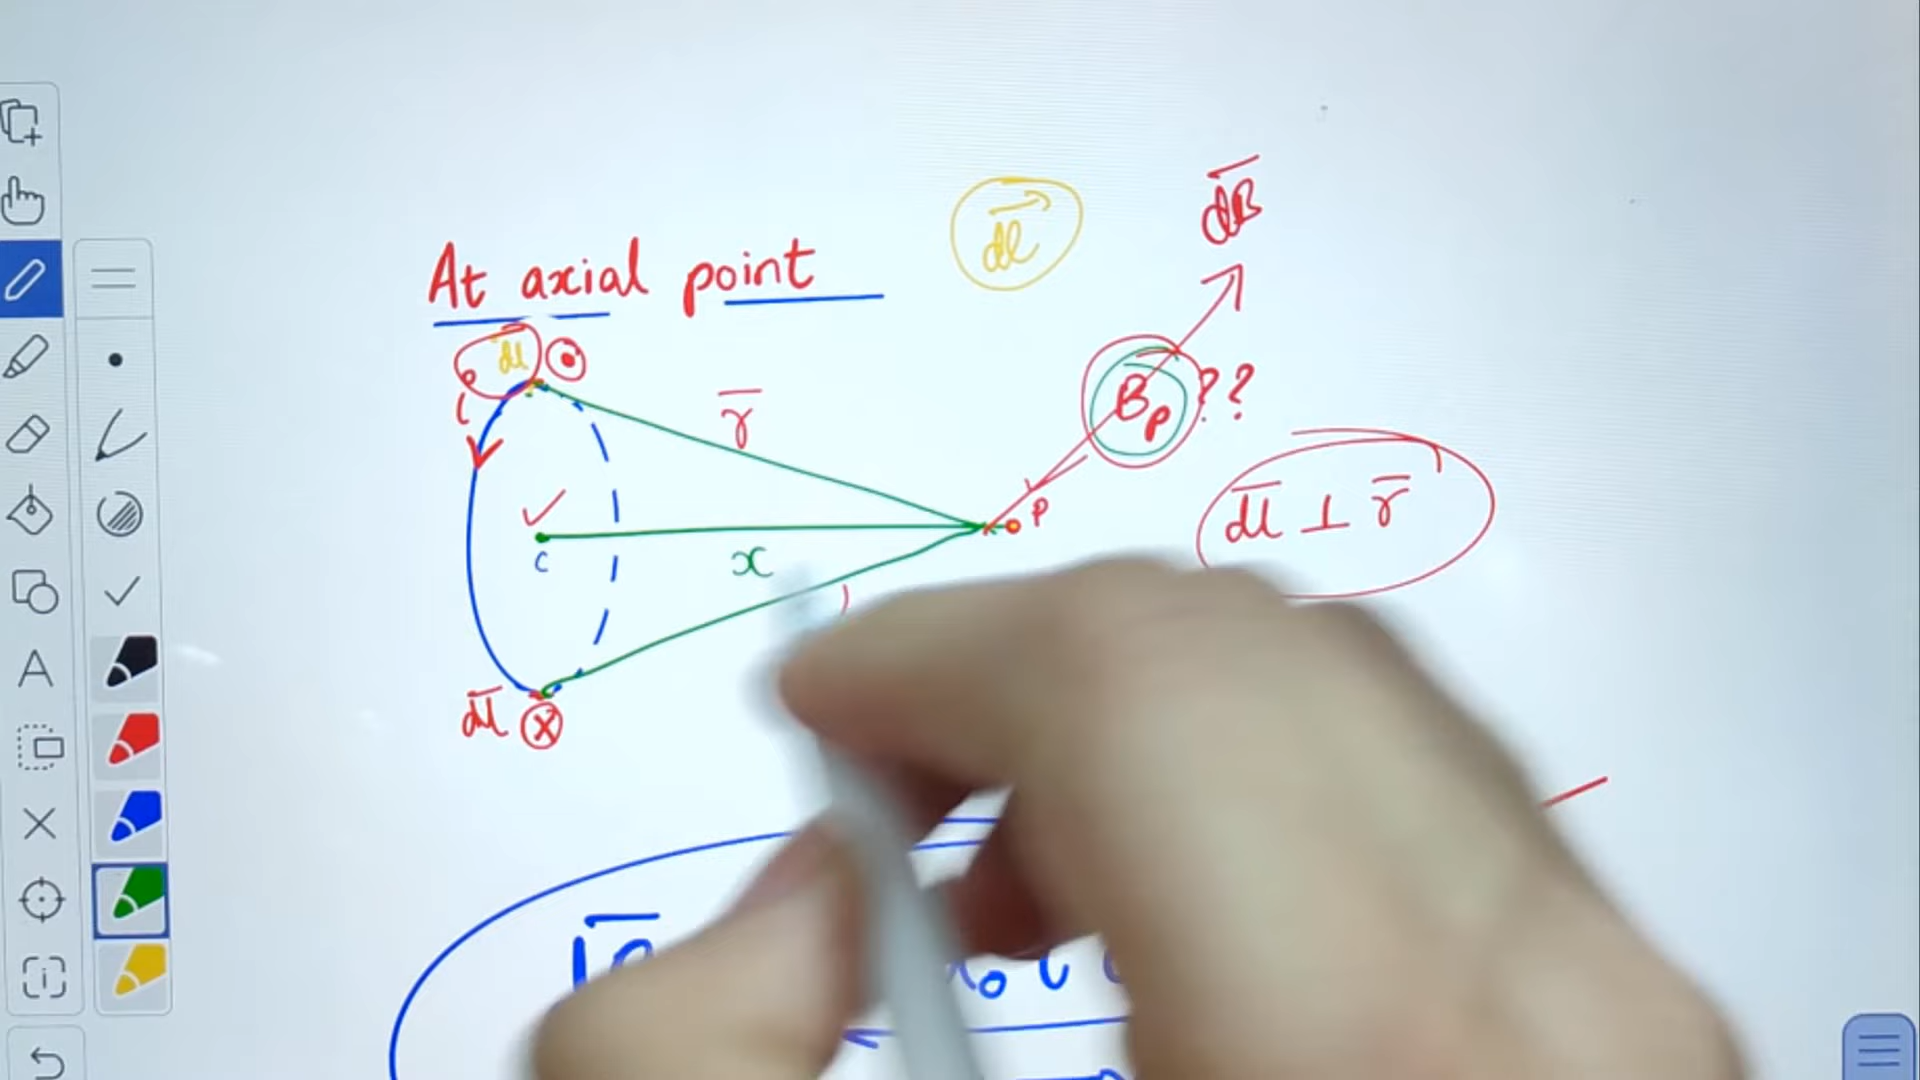 At axial point
dl
dB
dl
i
r
Bp ??
P
dl ⊥ r
C
x
dl
A